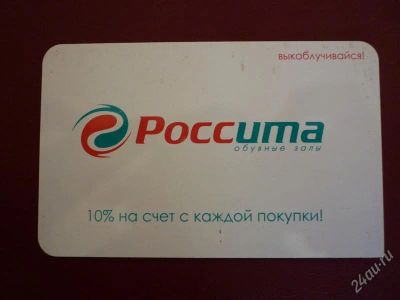 выкаблучивайся!
Россита
обувные залы
10% на счет с каждой покупки!
24au.ru